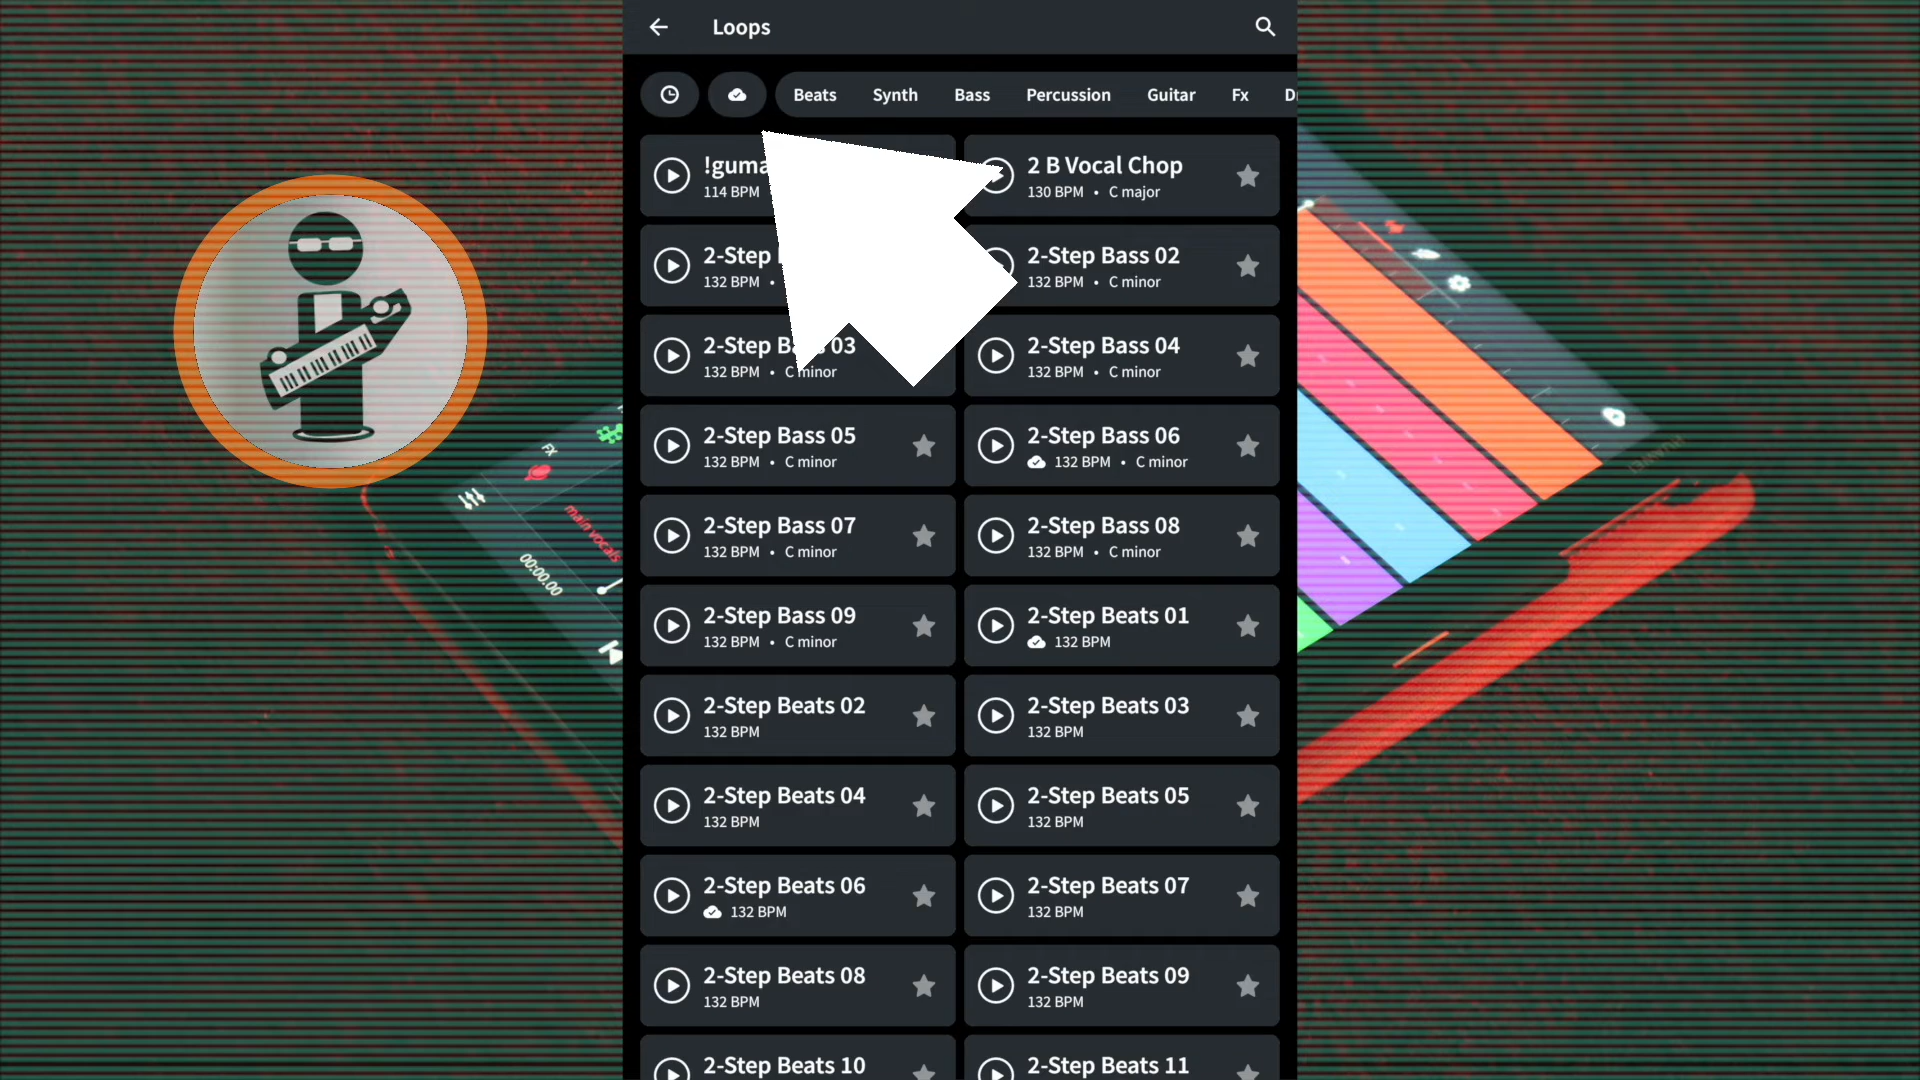 Loops
Beats Synth Bass Percussion Guitar Fx
114 BPM
2 B Vocal Chop
130 BPM • C major
2-Step
132 BPM •
2-Step Bass 02
132 BPM • C minor
2-Step Bass 03
132 BPM • C minor
2-Step Bass 04
132 BPM • C minor
2-Step Bass 05
132 BPM • C minor
2-Step Bass 06
132 BPM • C minor
2-Step Bass 07
132 BPM • C minor
2-Step Bass 08
132 BPM • C minor
2-Step Bass 09
132 BPM • C minor
2-Step Beats 01
132 BPM
2-Step Beats 02
132 BPM
2-Step Beats 03
132 BPM
2-Step Beats 04
132 BPM
2-Step Beats 05
132 BPM
2-Step Beats 06
132 BPM
2-Step Beats 07
132 BPM
2-Step Beats 08
132 BPM
2-Step Beats 09
132 BPM
2-Step Beats 10
2-Step Beats 11
FX
main vocals
00:00.00
HUAWEI